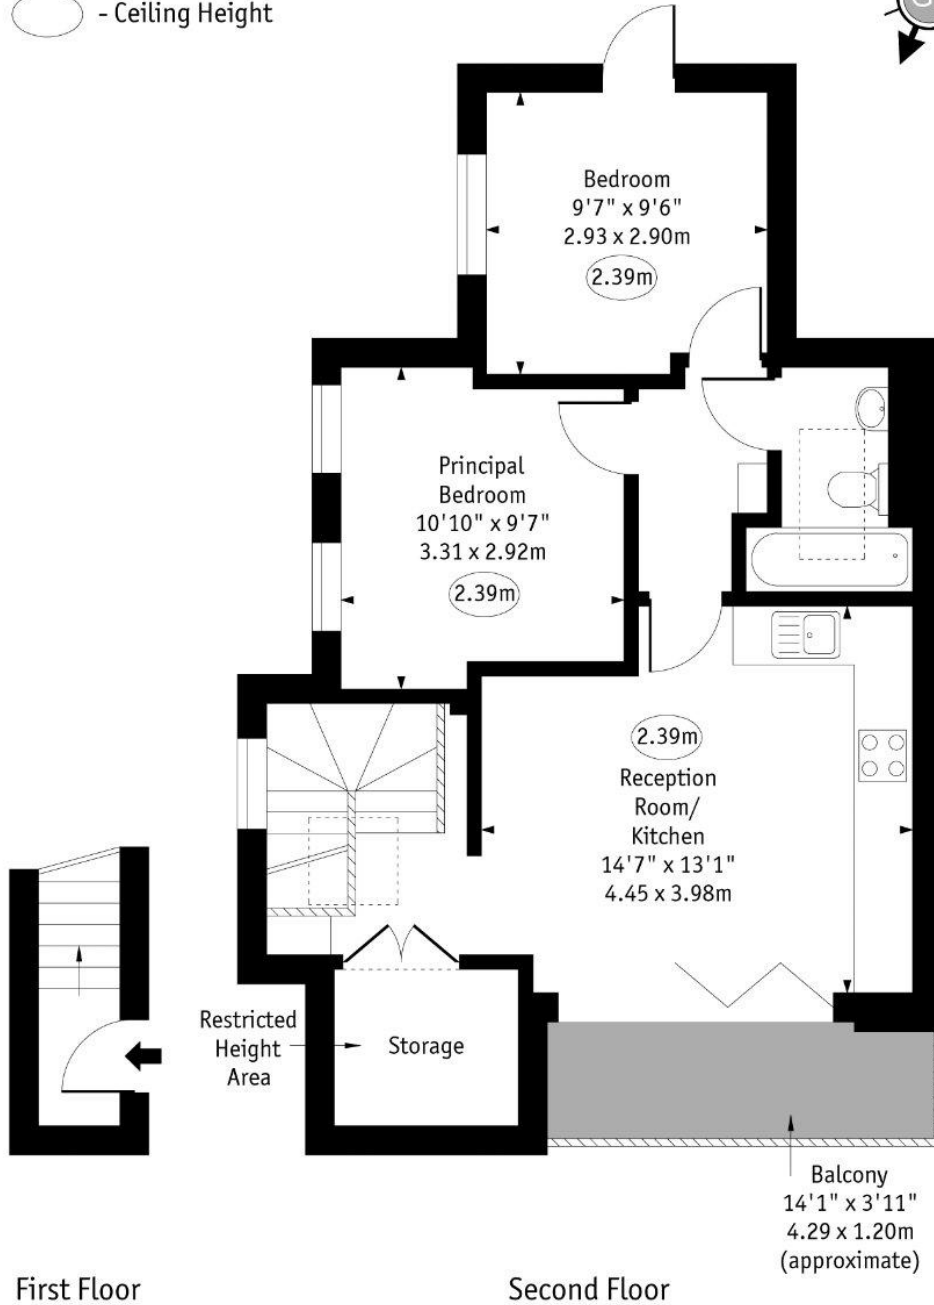 - Ceiling Height
Bedroom
9'7" x 9'6"
2.93 x 2.90m
2.39m
Principal
Bedroom
10'10" x 9'7"
3.31 x 2.92m
2.39m
2.39m
Reception
Room/
Kitchen
14'7" x 13'1"
4.45 x 3.98m
Restricted
Height
Area
Storage
Balcony
14'1" x 3'11"
4.29 x 1.20m
(approximate)
First Floor
Second Floor